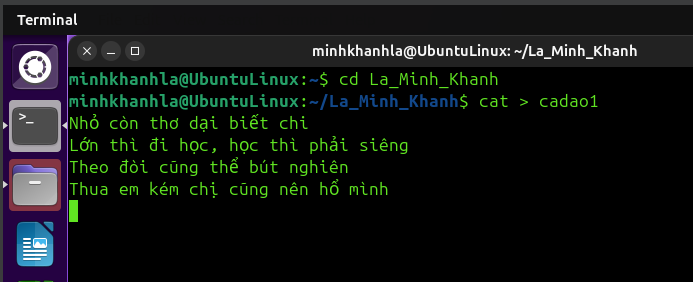 Terminal
minhkhanhla@UbuntuLinux: ~/La_Minh_Khanh
minhkhanhla@UbuntuLinux:~$ cd La_Minh_Khanh
minhkhanhla@UbuntuLinux:~/La_Minh_Khanh$ cat > cadao1
Nhỏ còn thơ dại biết chi
Lớn thì đi học, học thì phải siêng
Theo đòi cũng thể bút nghiên
Thua em kém chị cũng nên hổ mình